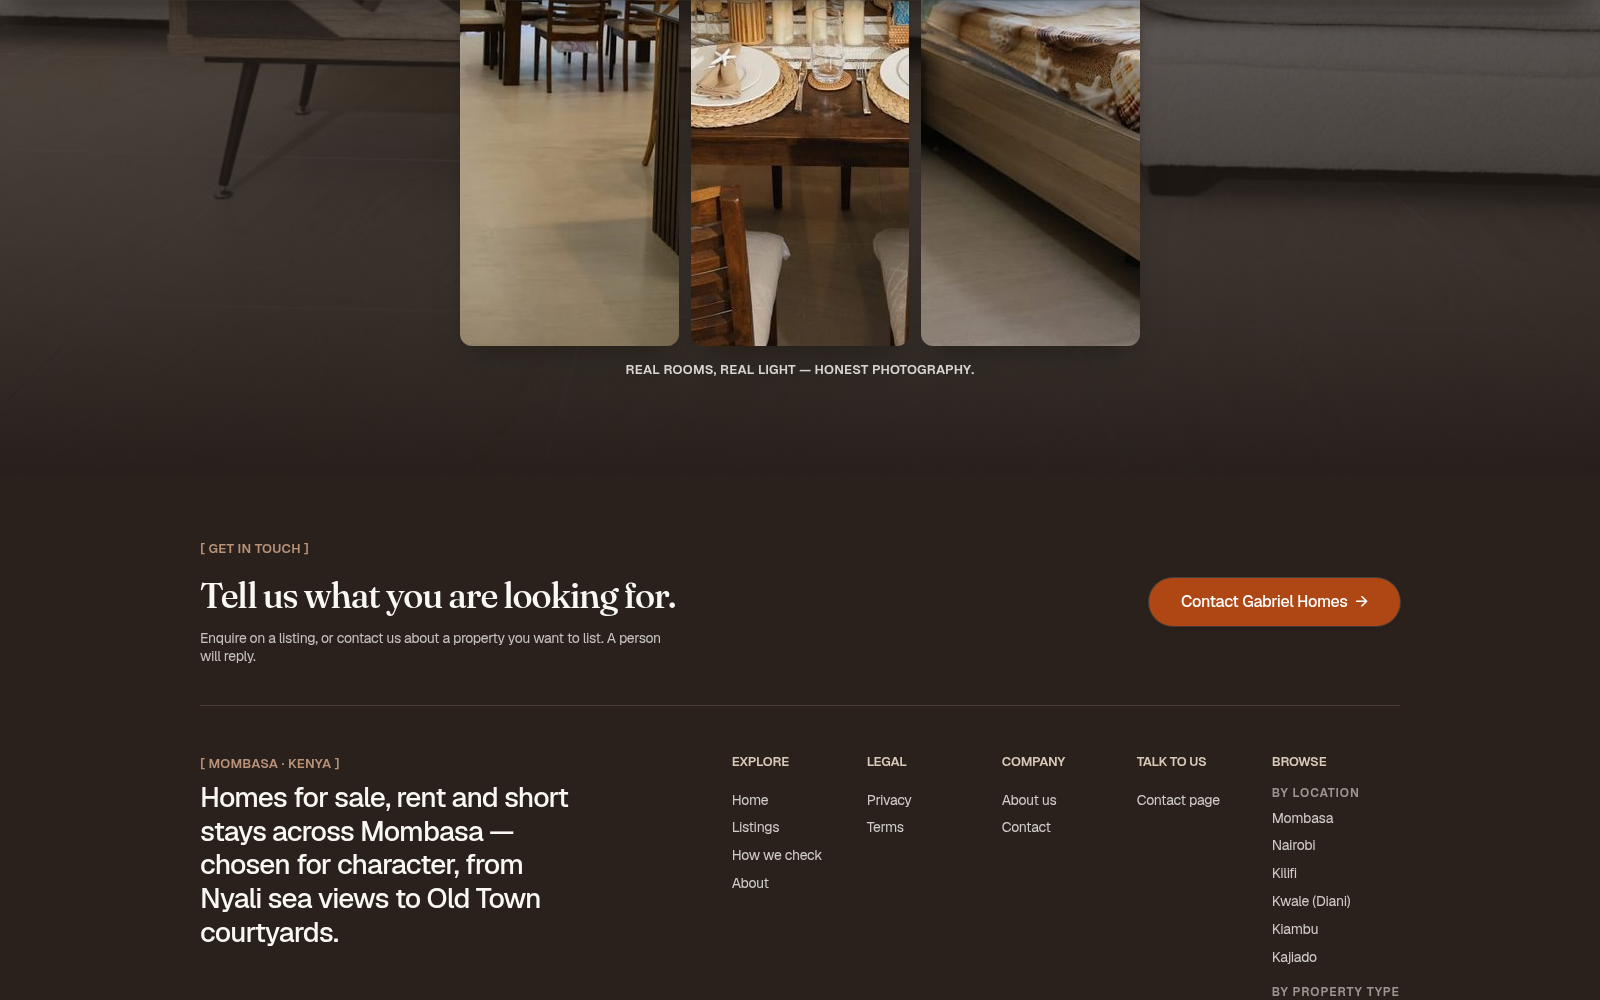 REAL ROOMS, REAL LIGHT — HONEST PHOTOGRAPHY.
[ GET IN TOUCH ]
Tell us what you are looking for.
Enquire on a listing, or contact us about a property you want to list. A person
will reply.
Contact Gabriel Homes →
[ MOMBASA · KENYA ]
Homes for sale, rent and short
stays across Mombasa —
chosen for character, from
Nyali sea views to Old Town
courtyards.
EXPLORE
Home
Listings
How we check
About
LEGAL
Privacy
Terms
COMPANY
About us
Contact
TALK TO US
Contact page
BROWSE
BY LOCATION
Mombasa
Nairobi
Kilifi
Kwale (Diani)
Kiambu
Kajiado
BY PROPERTY TYPE